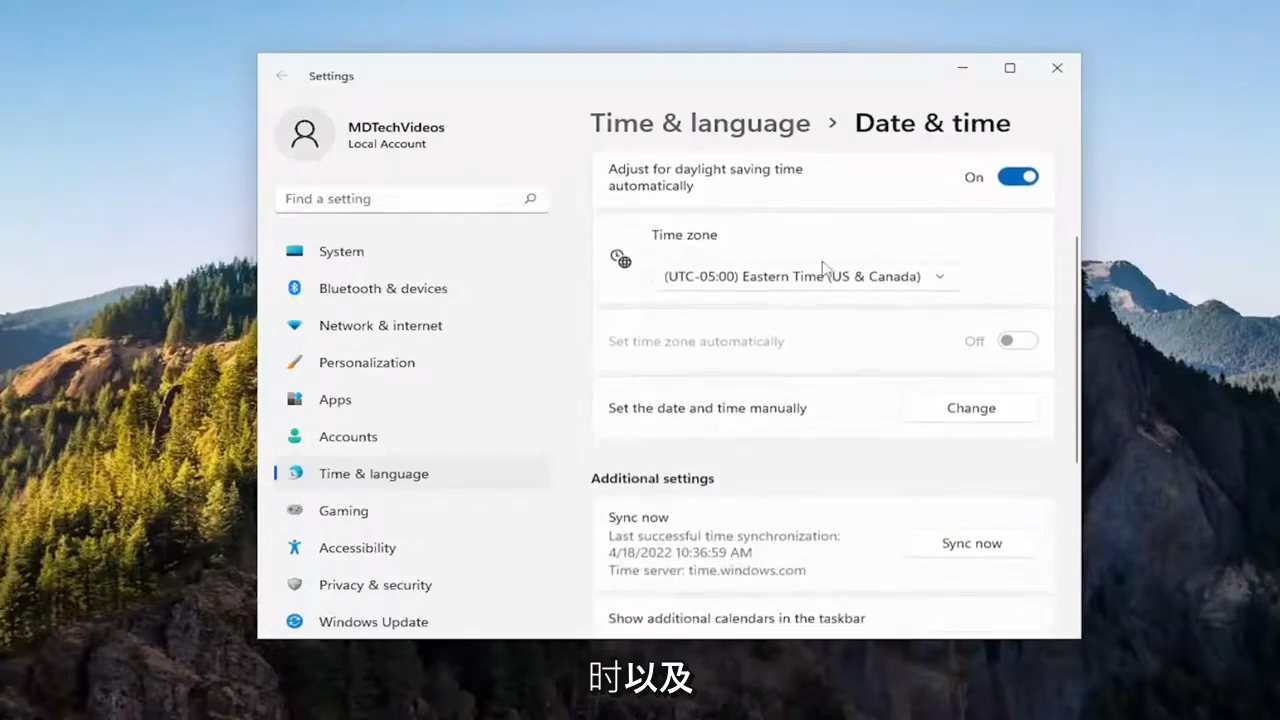 Settings
MDTechVideos
Local Account
Find a setting
System
Bluetooth & devices
Network & internet
Personalization
Apps
Accounts
Time & language
Gaming
Accessibility
Privacy & security
Windows Update
Time & language > Date & time
Adjust for daylight saving time
automatically
On
Time zone
(UTC-05:00) Eastern Time (US & Canada)
Set time zone automatically
Off
Set the date and time manually
Change
Additional settings
Sync now
Last successful time synchronization:
4/18/2022 10:36:59 AM
Time server: time.windows.com
Sync now
Show additional calendars in the taskbar
时以及